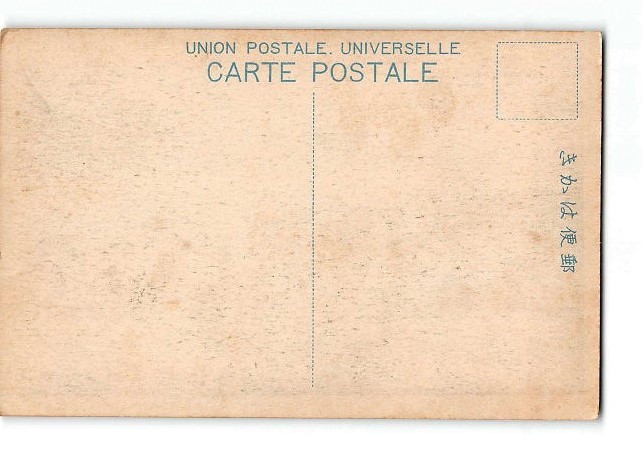 UNION POSTALE. UNIVERSELLE
CARTE POSTALE
きかは便郵